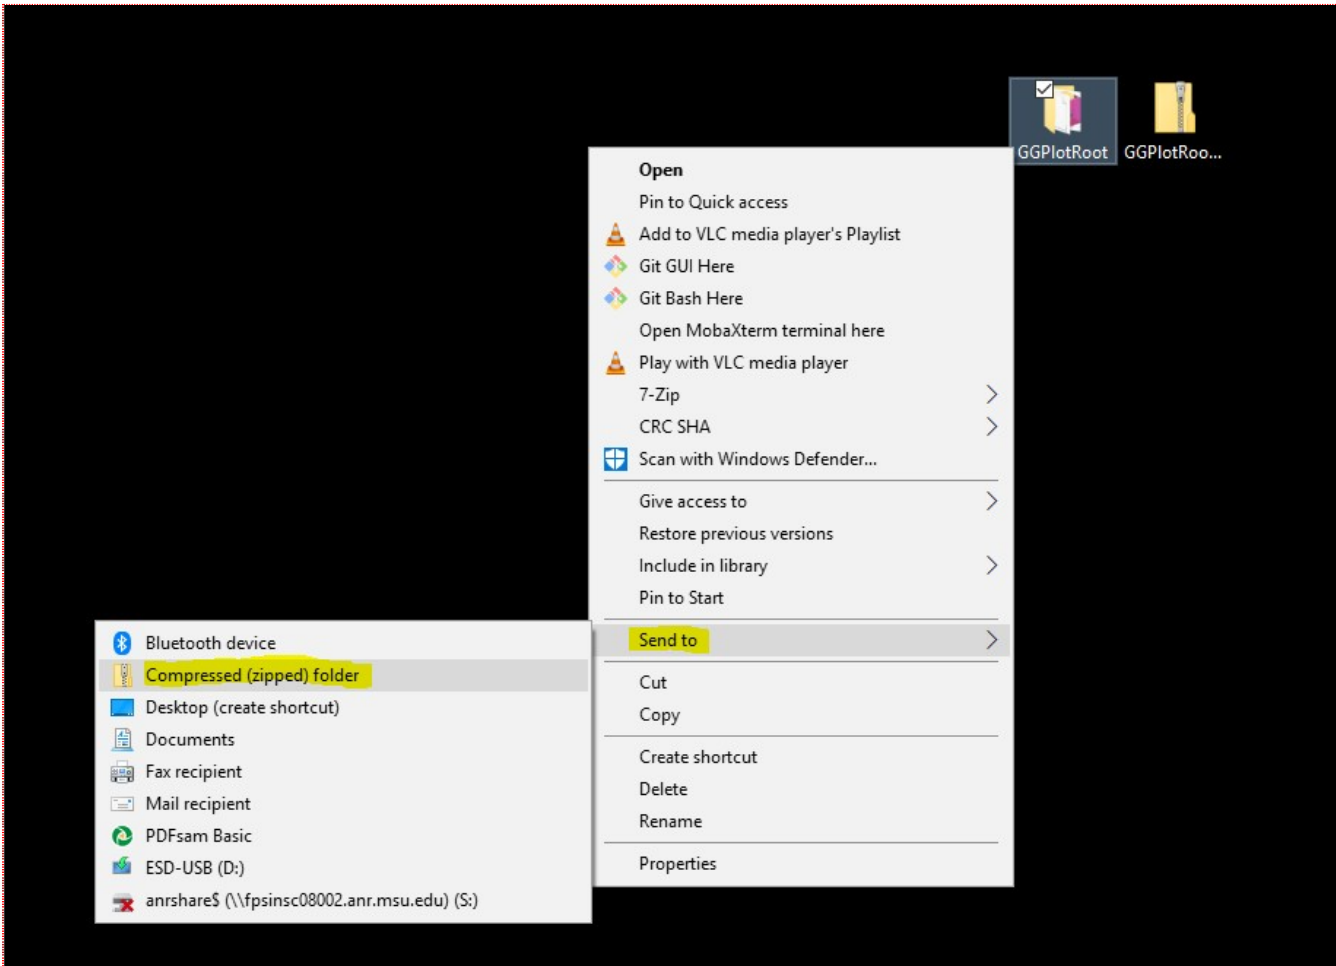 GGPlotRoot
GGPlotRoo...
Open
Pin to Quick access
Add to VLC media player's Playlist
Git GUI Here
Git Bash Here
Open MobaXterm terminal here
Play with VLC media player
7-Zip
CRC SHA
Scan with Windows Defender...
Give access to
Restore previous versions
Include in library
Pin to Start
Send to
Cut
Copy
Create shortcut
Delete
Rename
Properties
Bluetooth device
Compressed (zipped) folder
Desktop (create shortcut)
Documents
Fax recipient
Mail recipient
PDFsam Basic
ESD-USB (D:)
anrshare$ (\\fpsinsc08002.anr.msu.edu) (S:)